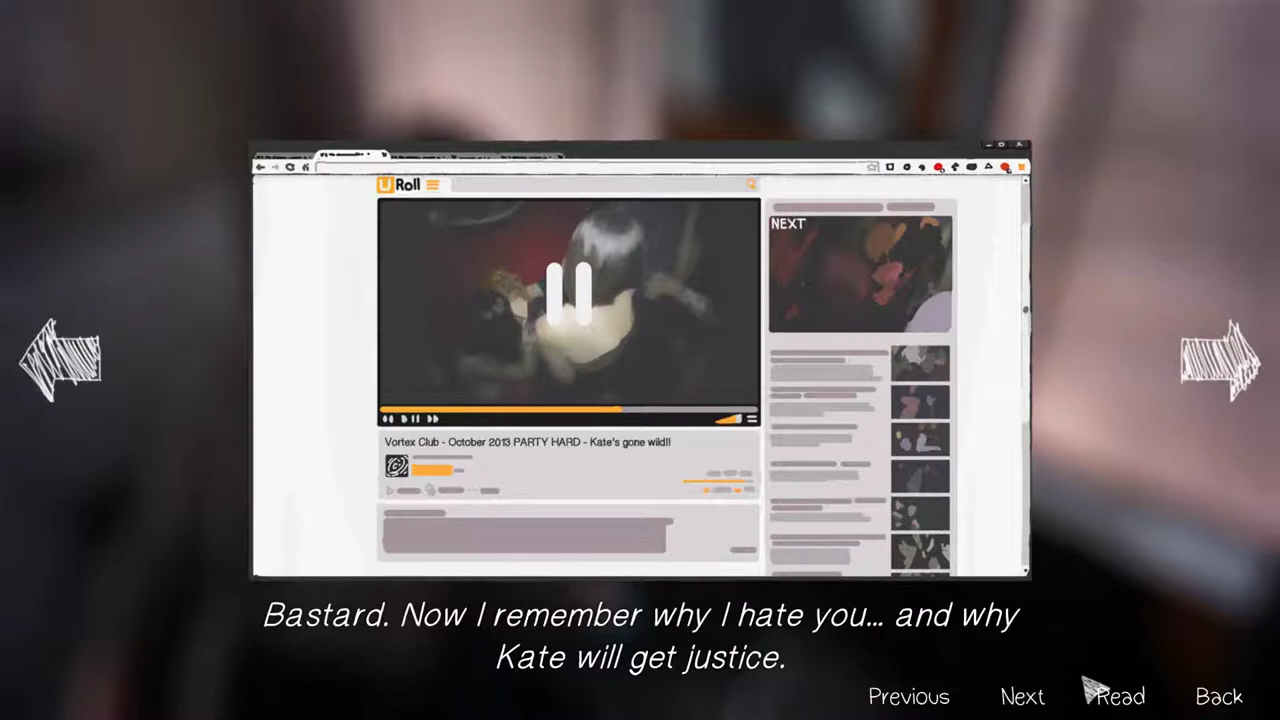 U Roll
NEXT
Vortex Club - October 2013 PARTY HARD - Kate's gone wild!!
Bastard. Now I remember why I hate you... and why
Kate will get justice.
Previous Next Read Back